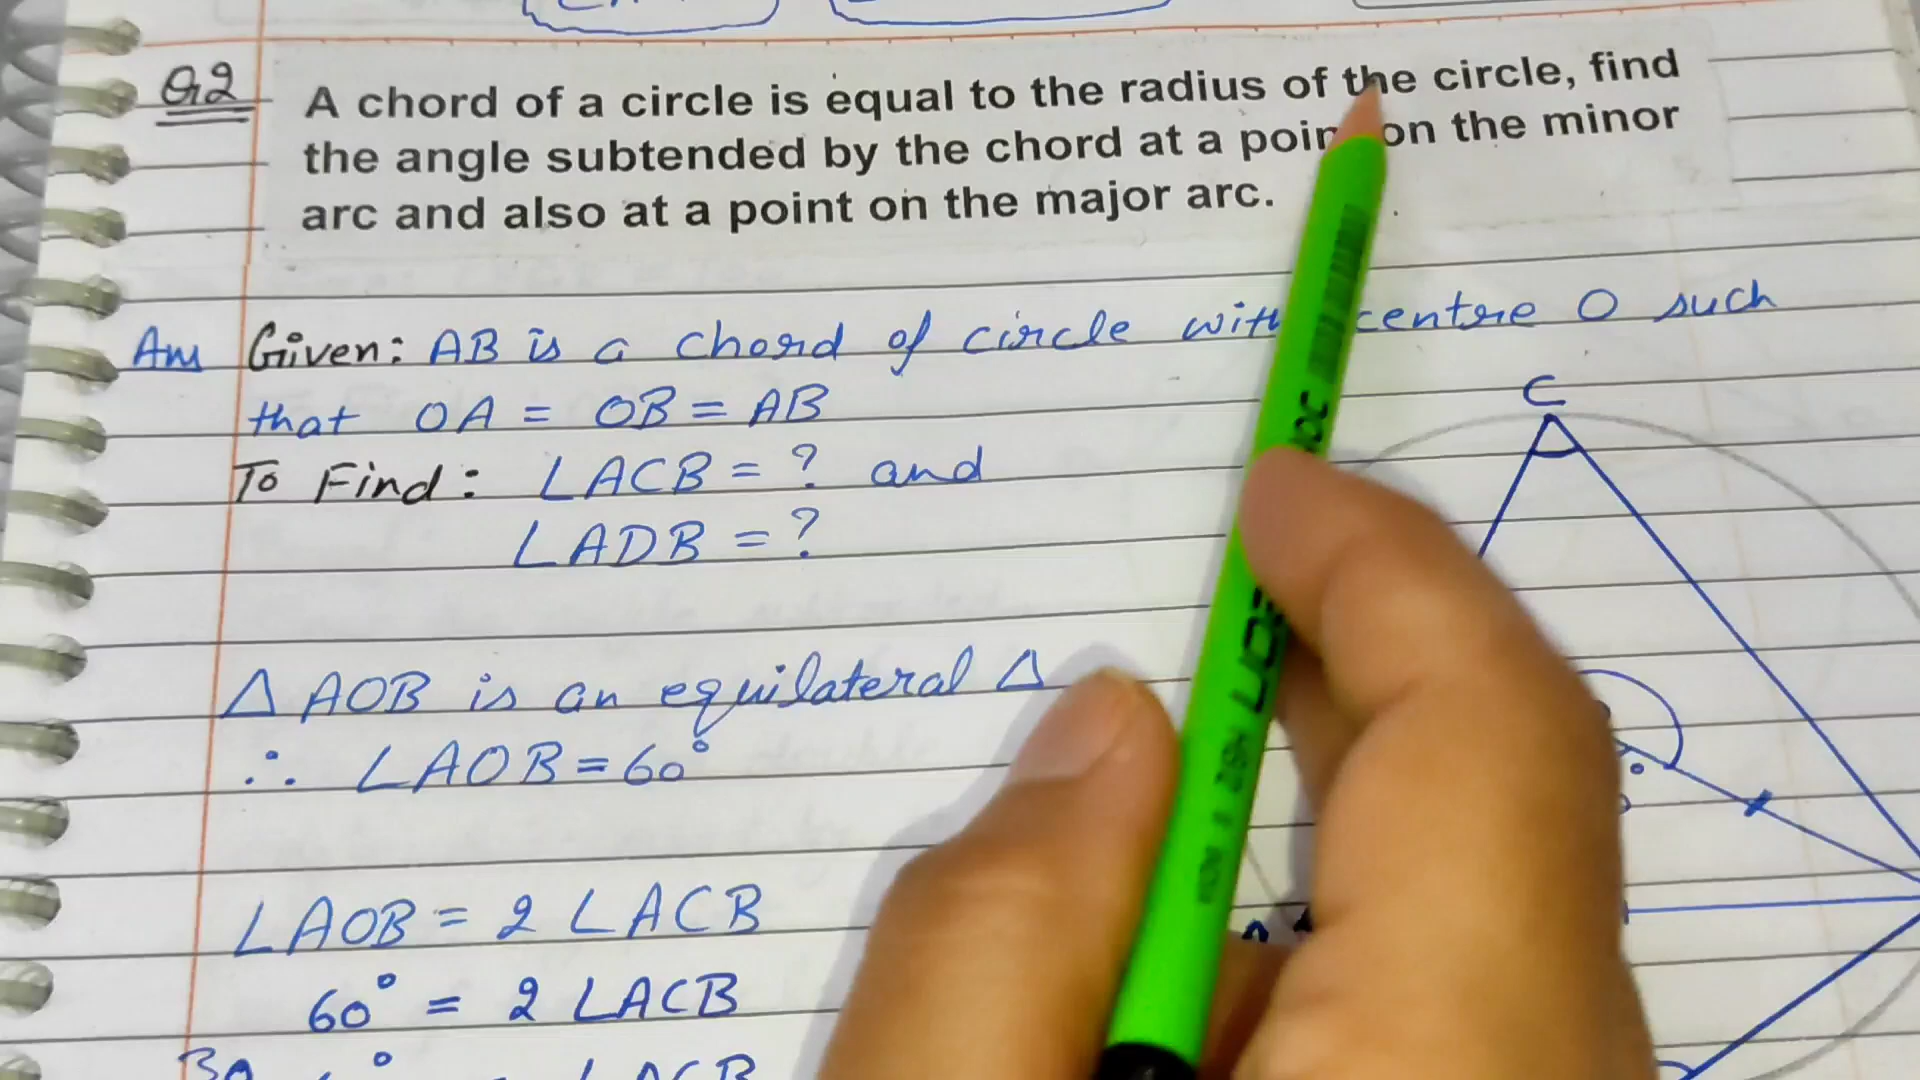 Q2
A chord of a circle is equal to the radius of the circle, find
the angle subtended by the chord at a point on the minor
arc and also at a point on the major arc.
Ans Given: AB is a chord of circle with centre O such
that OA = OB = AB
To Find: ∠ACB = ? and
∠ADB = ?
C
△ AOB is an equilateral △
∴ ∠AOB = 60°
∠AOB = 2 ∠ACB
60° = 2 ∠ACB
∠ACB